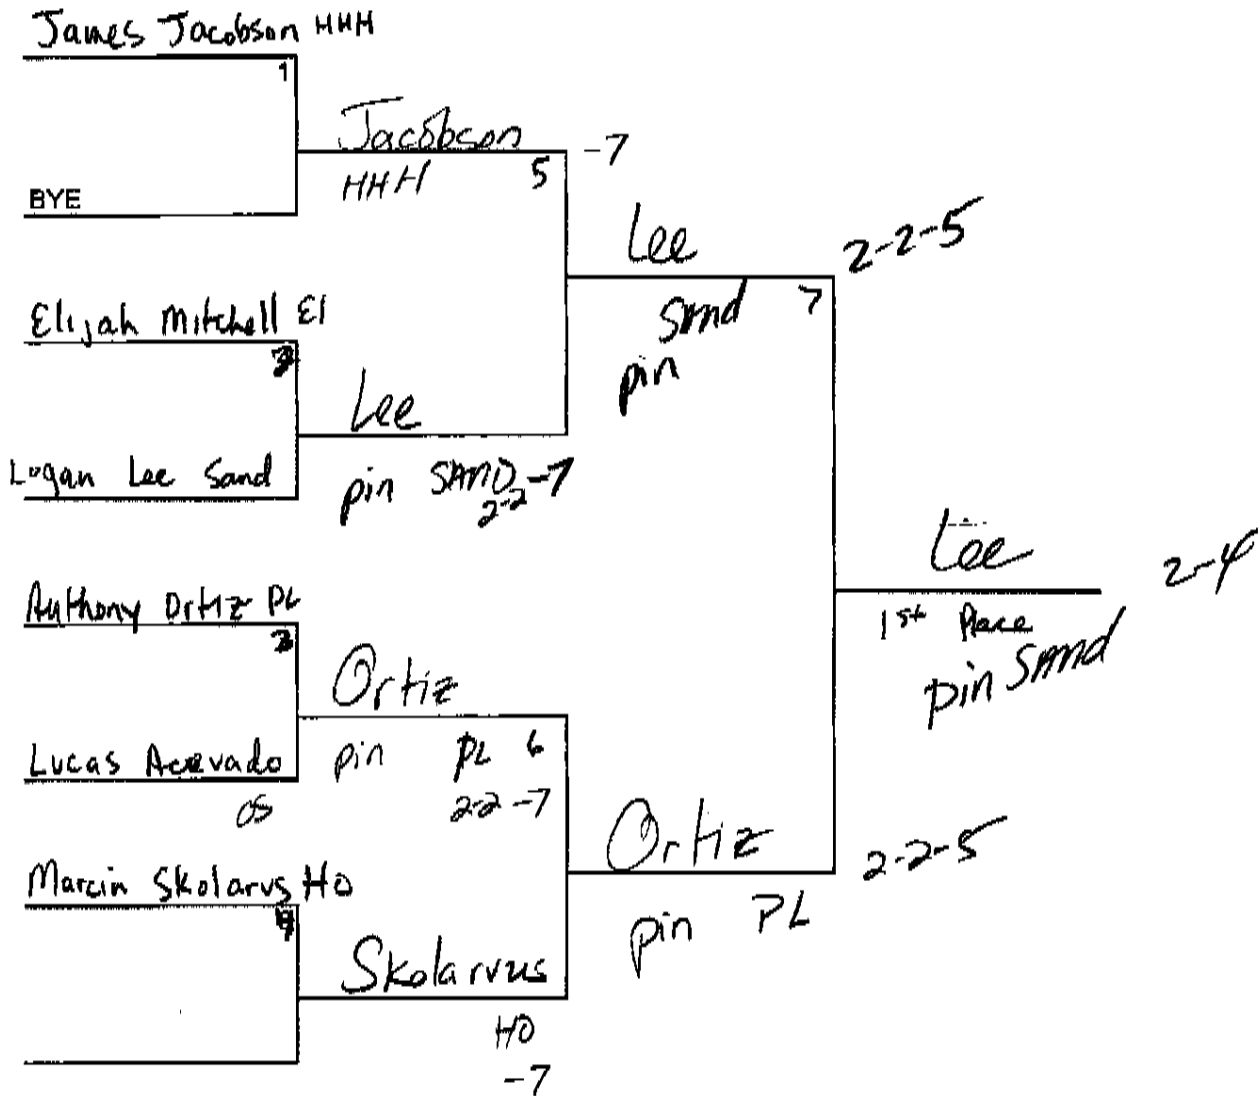 James Jacobson HHH
1
Jacobson
-7
HHH 5
BYE
Lee
2-2-5
Sand 7
pin
Elijah Mitchell El
Lee
Logan Lee Sand
pin SAND -7
2-2
Lee
2-4
1st Place
pin Sand
Anthony Ortiz PL
3
Ortiz
pin PL 6
2-2 -7
Lucas Acevado
OS
Ortiz
2-2-5
pin PL
Marcin Skolarus HO
Skolarvus
HO
-7